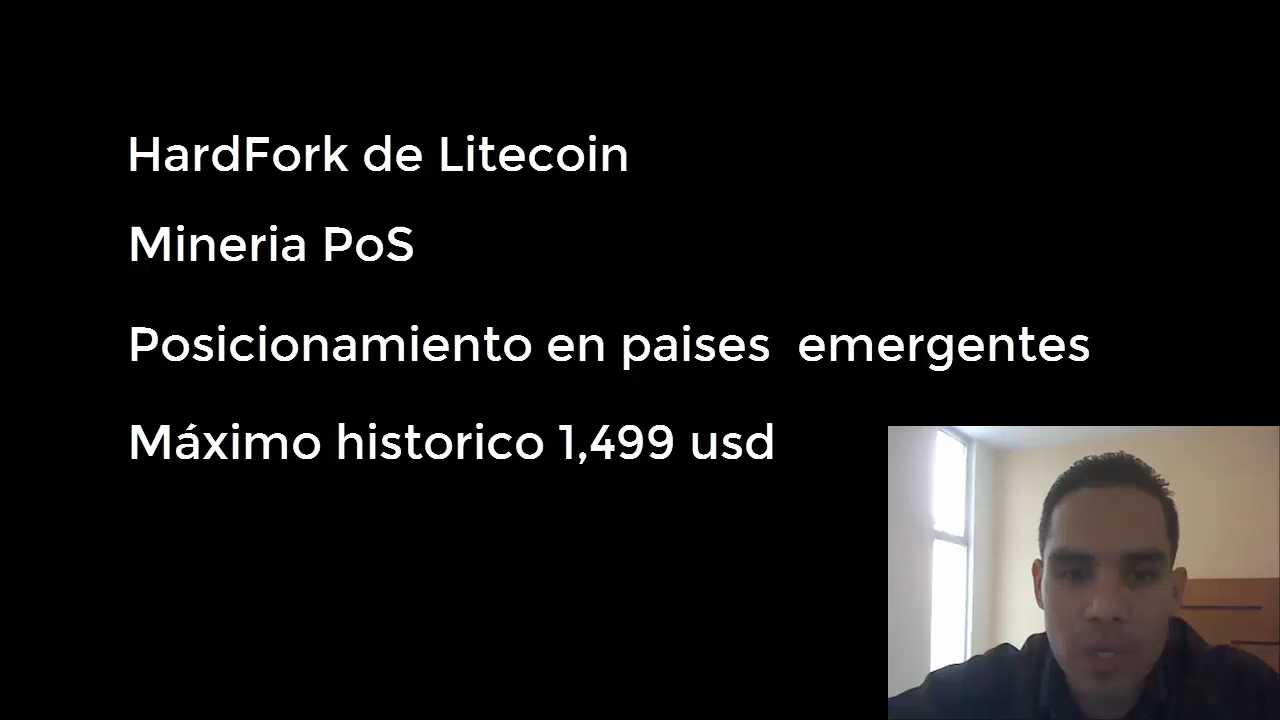 HardFork de Litecoin
Mineria PoS
Posicionamiento en paises emergentes
Máximo historico 1,499 usd